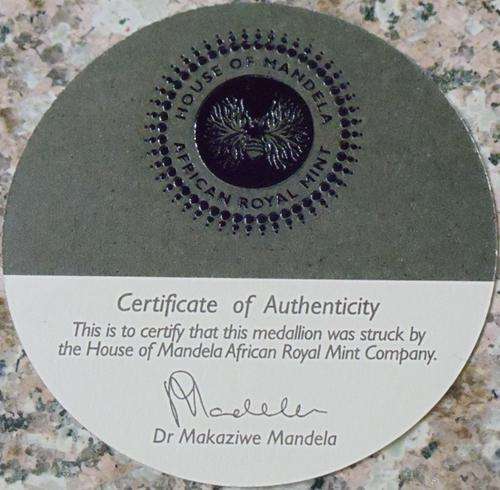 HOUSE OF MANDELA
AFRICAN ROYAL MINT
Certificate of Authenticity
This is to certify that this medallion was struck by
the House of Mandela African Royal Mint Company.
Mandela
Dr Makaziwe Mandela